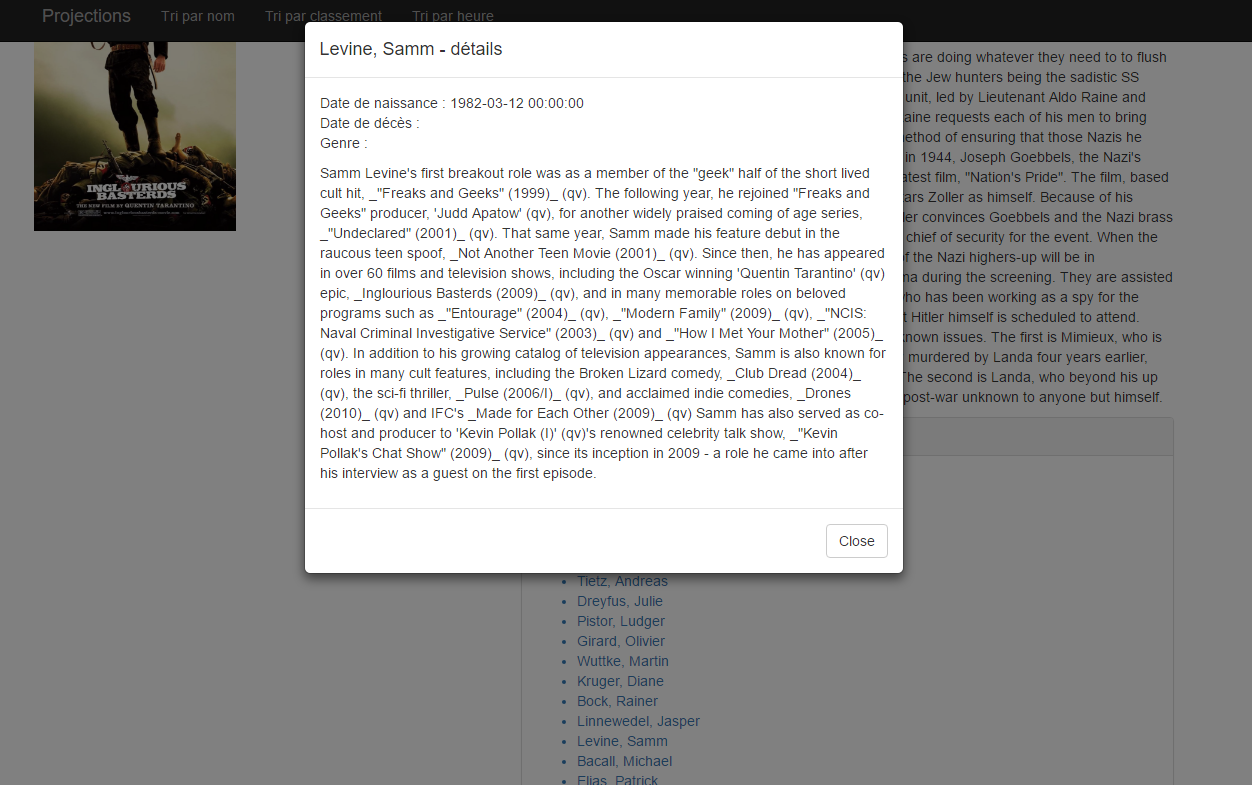 Projections Tri par nom Tri par classement Tri par heure
Levine, Samm - détails
Date de naissance : 1982-03-12 00:00:00
Date de décès :
Genre :
Samm Levine's first breakout role was as a member of the "geek" half of the short lived
cult hit, _"Freaks and Geeks" (1999)_ (qv). The following year, he rejoined "Freaks and
Geeks" producer, 'Judd Apatow' (qv), for another widely praised coming of age series,
_"Undeclared" (2001)_ (qv). That same year, Samm made his feature debut in the
raucous teen spoof, _Not Another Teen Movie (2001)_ (qv). Since then, he has appeared
in over 60 films and television shows, including the Oscar winning 'Quentin Tarantino' (qv)
epic, _Inglourious Basterds (2009)_ (qv), and in many memorable roles on beloved
programs such as _"Entourage" (2004)_ (qv), _"Modern Family" (2009)_ (qv), _"NCIS:
Naval Criminal Investigative Service" (2003)_ (qv) and _"How I Met Your Mother" (2005)_
(qv). In addition to his growing catalog of television appearances, Samm is also known for
roles in many cult features, including the Broken Lizard comedy, _Club Dread (2004)_
(qv), the sci-fi thriller, _Pulse (2006/I)_ (qv), and acclaimed indie comedies, _Drones
(2010)_ (qv) and IFC's _Made for Each Other (2009)_ (qv) Samm has also served as co-
host and producer to 'Kevin Pollak (I)' (qv)'s renowned celebrity talk show, _"Kevin
Pollak's Chat Show" (2009)_ (qv), since its inception in 2009 - a role he came into after
his interview as a guest on the first episode.
Close
INGLOURIOUS
BASTERDS
THE NEW FILM BY QUENTIN TARANTINO
are doing whatever they need to to flush
the Jew hunters being the sadistic SS
unit, led by Lieutenant Aldo Raine and
requests each of his men to bring
of ensuring that those Nazis he
in 1944, Joseph Goebbels, the Nazi's
film, "Nation's Pride". The film, based
Zoller as himself. Because of his
convinces Goebbels and the Nazi brass
chief of security for the event. When the
the Nazi highers-up will be in
during the screening. They are assisted
has been working as a spy for the
Hitler himself is scheduled to attend.
issues. The first is Mimieux, who is
murdered by Landa four years earlier,
The second is Landa, who beyond his up
post-war unknown to anyone but himself.
Tietz, Andreas
Dreyfus, Julie
Pistor, Ludger
Girard, Olivier
Wuttke, Martin
Kruger, Diane
Bock, Rainer
Linnewedel, Jasper
Levine, Samm
Bacall, Michael
Elias, Patrick